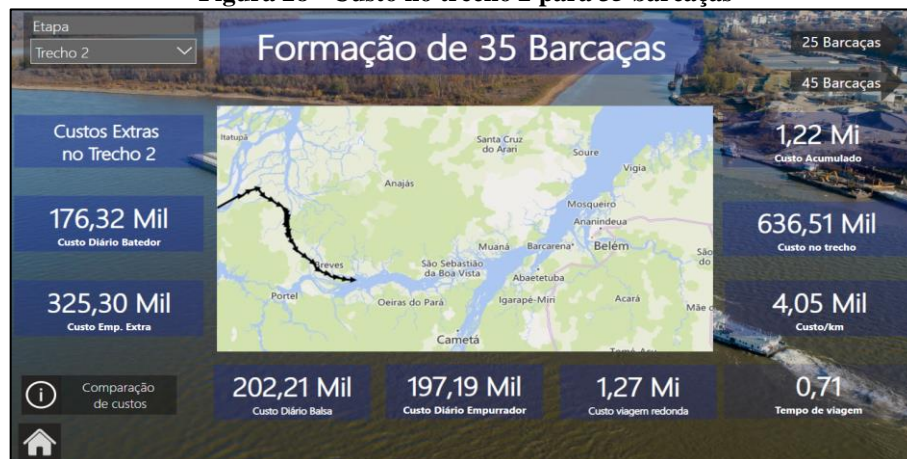 Figura 28 - Custo no trecho 2 para 35 barcaças
Etapa
Trecho 2
Formação de 35 Barcaças
25 Barcaças
45 Barcaças
Custos Extras
no Trecho 2
176,32 Mil
Custo Diário Batedor
325,30 Mil
Custo Emp. Extra
Itatupã
Santa Cruz
do Arari
Soure
Vigia
Anajás
Mosqueiro
Ananindeua
Muaná
Barcarena
Belém
São
do
Breves
São Sebastião
da Boa Vista
Abaetetuba
Portel
Oeiras do Pará
Igarapé-Miri
Acará
Mãe d
Cametá
Tomé-Açu
1,22 Mi
Custo Acumulado
636,51 Mil
Custo no trecho
4,05 Mil
Custo/km
Comparação
de custos
202,21 Mil
Custo Diário Balsa
197,19 Mil
Custo Diário Empurrador
1,27 Mi
Custo viagem redonda
0,71
Tempo de viagem